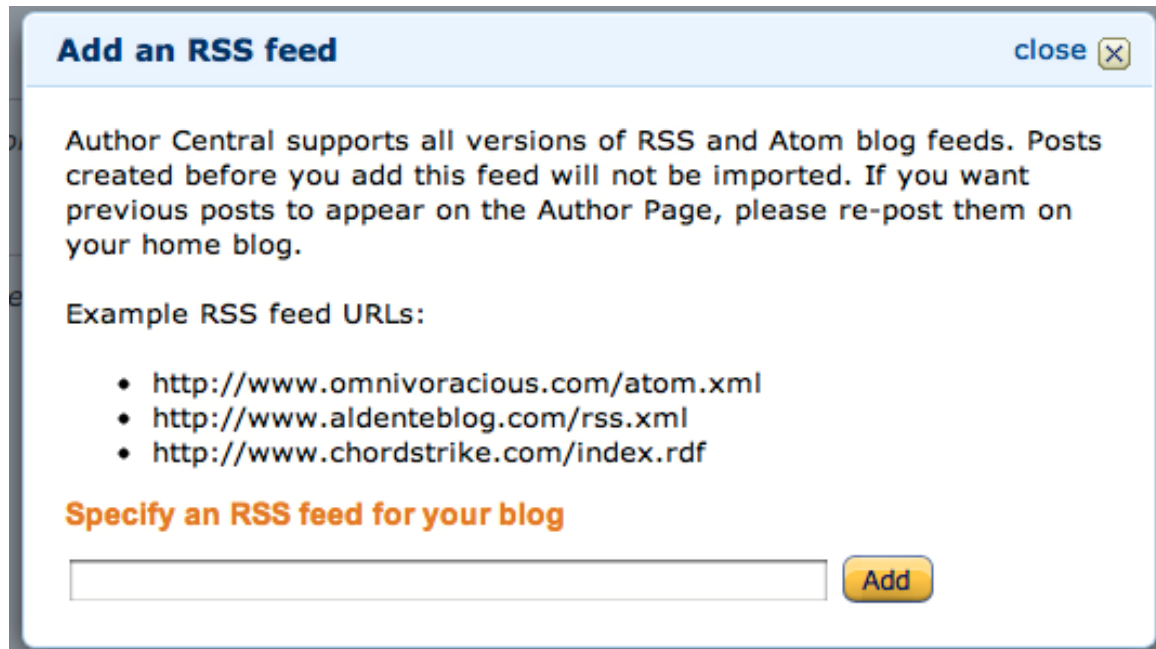 Add an RSS feed
close
Author Central supports all versions of RSS and Atom blog feeds. Posts
created before you add this feed will not be imported. If you want
previous posts to appear on the Author Page, please re-post them on
your home blog.
Example RSS feed URLs:
• http://www.omnivoracious.com/atom.xml
• http://www.aldenteblog.com/rss.xml
• http://www.chordstrike.com/index.rdf
Specify an RSS feed for your blog
Add